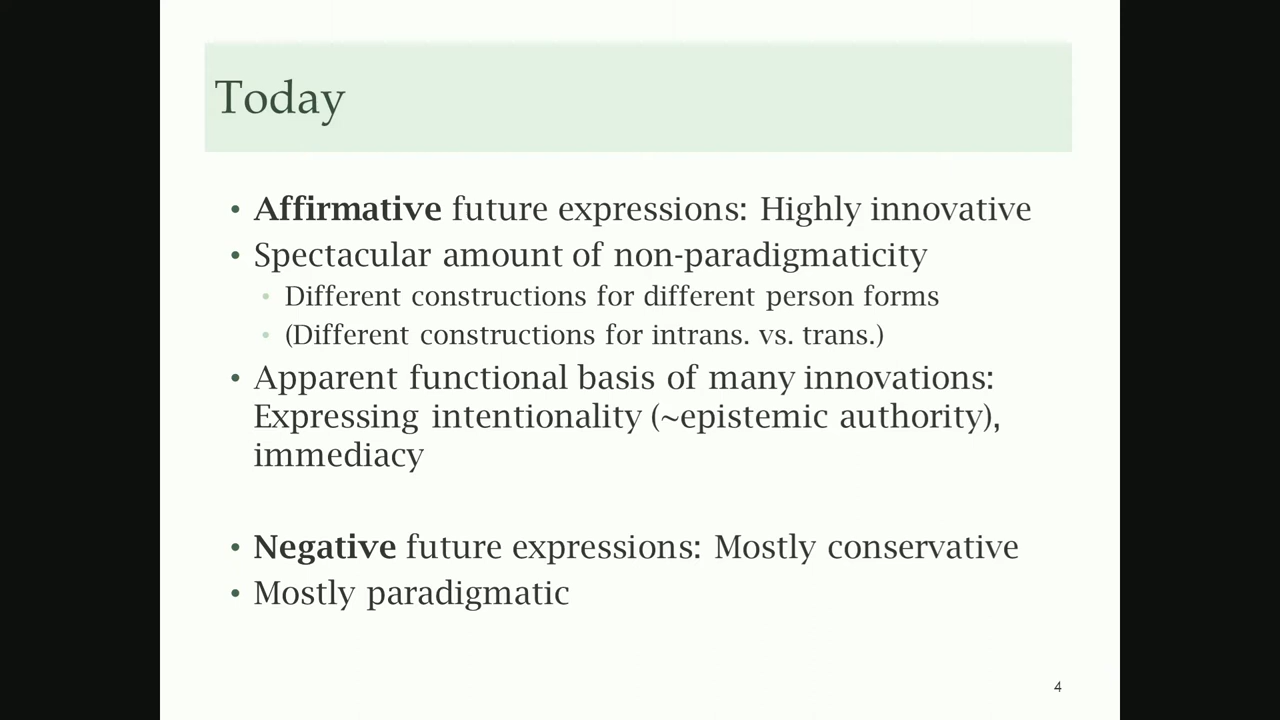 Today
• Affirmative future expressions: Highly innovative
• Spectacular amount of non-paradigmaticity
• Different constructions for different person forms
• (Different constructions for intrans. vs. trans.)
• Apparent functional basis of many innovations:
Expressing intentionality (~epistemic authority),
immediacy
• Negative future expressions: Mostly conservative
• Mostly paradigmatic
4